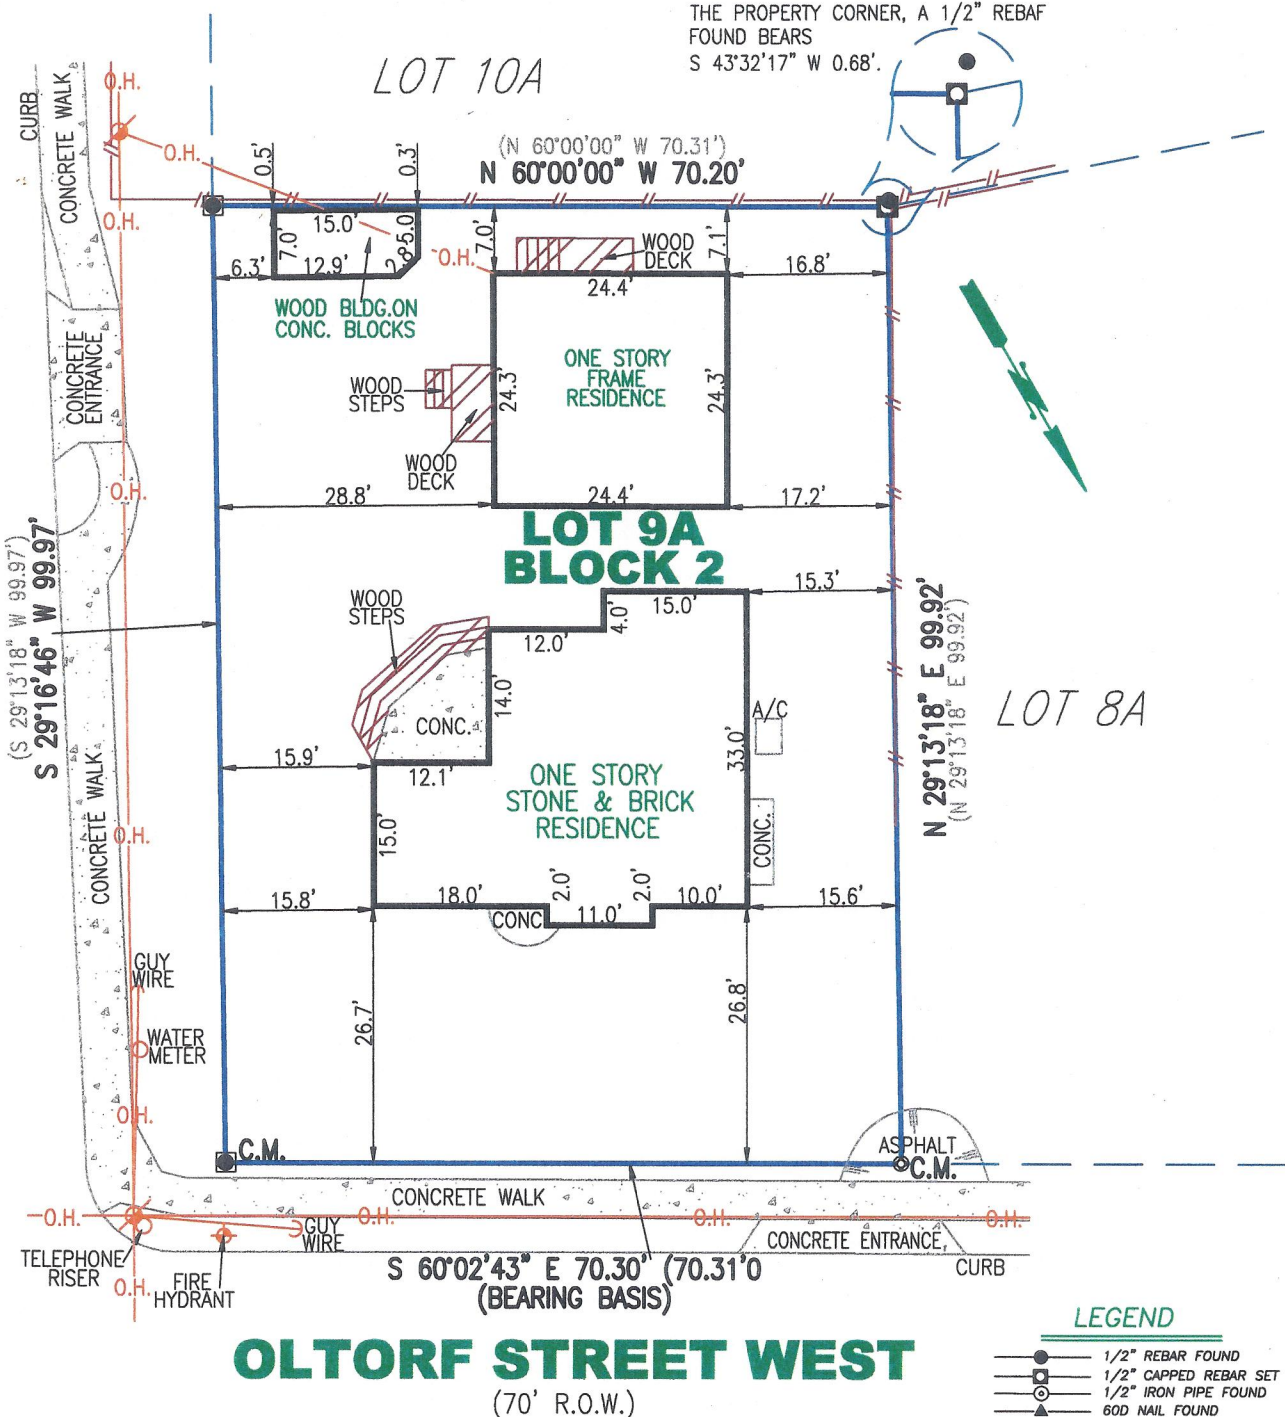 THE PROPERTY CORNER, A 1/2" REBAF
FOUND BEARS
S 43°32'17" W 0.68'.
LOT 10A
(N 60°00'00" W 70.31')
N 60°00'00" W 70.20'
CURB
CONCRETE WALK
O.H.
O.H.
O.H.
0.5'
0.3'
15.0'
7.0'
5.0
2.8
12.9'
6.3'
-O.H.
7.0'
WOOD
DECK
7.1'
16.8'
24.4'
WOOD BLDG.ON
CONC. BLOCKS
CONCRETE
ENTRANCE
ONE STORY
FRAME
RESIDENCE
24.3'
24.3'
WOOD
STEPS
WOOD
DECK
O.H.
28.8'
24.4'
17.2'
LOT 9A
BLOCK 2
(S 29°13'18" W 99.97')
S 29°16'46" W 99.97'
15.3'
15.0'
4.0'
12.0'
WOOD
STEPS
14.0'
CONC.
N 29°13'18" E 99.92'
(N 29°13'18" E 99.92')
LOT 8A
A/C
33.0'
15.9'
12.1'
ONE STORY
STONE & BRICK
RESIDENCE
CONCRETE WALK
O.H.
15.0'
CONC.
15.8'
18.0'
2.0'
2.0'
10.0'
15.6'
CONC
11.0'
GUY
WIRE
26.7'
26.8'
WATER
METER
O.H.
C.M.
ASPHALT
C.M.
CONCRETE WALK
-O.H.
GUY
WIRE
O.H.
O.H.
O.H.
CONCRETE ENTRANCE,
CURB
TELEPHONE
RISER
O.H.
FIRE
HYDRANT
S 60°02'43" E 70.30' (70.31'0
(BEARING BASIS)
OLTORF STREET WEST
(70' R.O.W.)
LEGEND
1/2" REBAR FOUND
1/2" CAPPED REBAR SET
1/2" IRON PIPE FOUND
60D NAIL FOUND